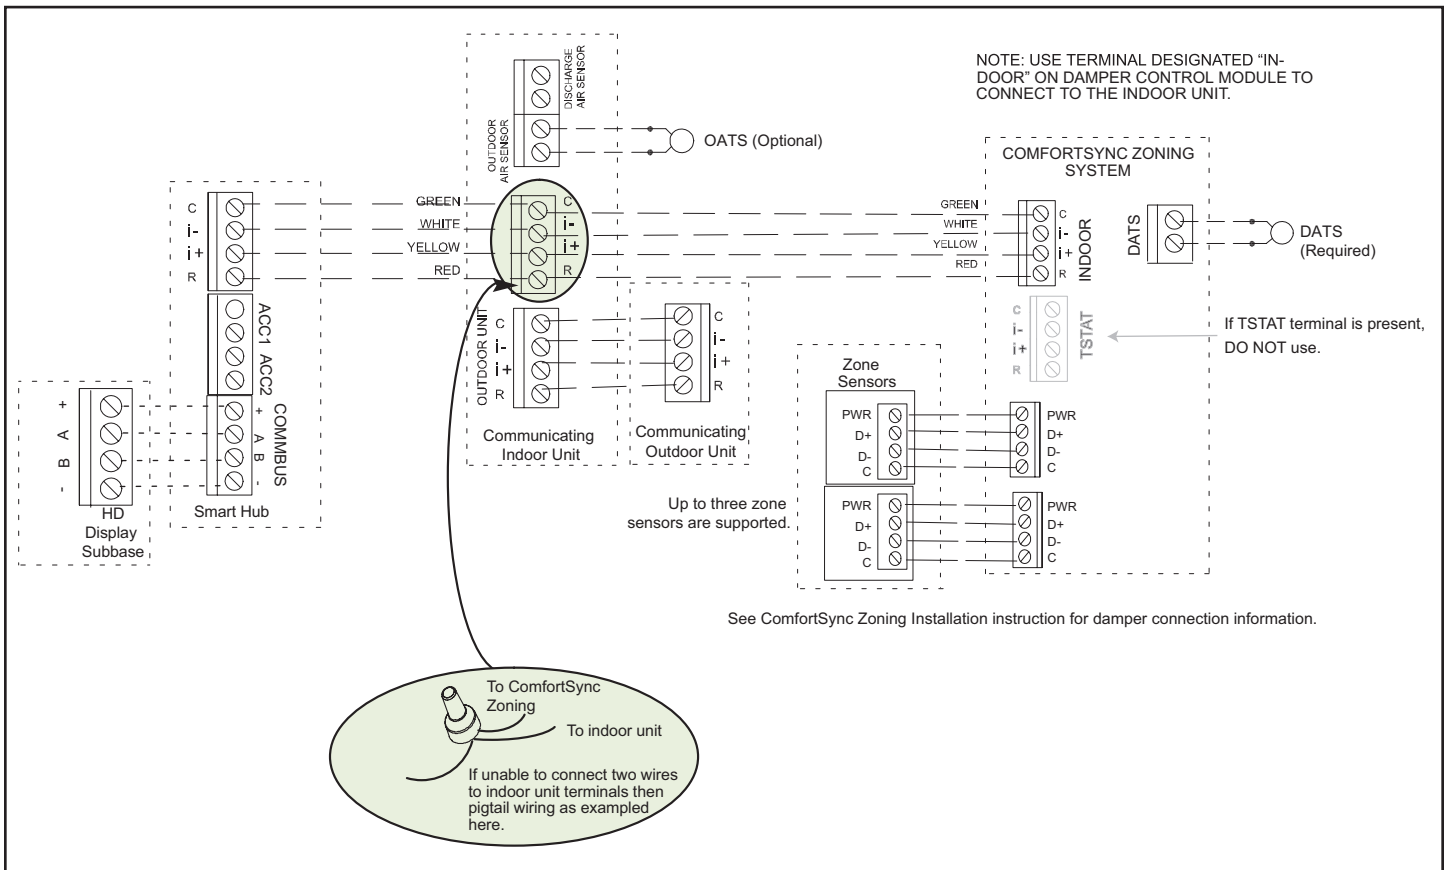 NOTE: USE TERMINAL DESIGNATED “IN-
DOOR” ON DAMPER CONTROL MODULE TO
CONNECT TO THE INDOOR UNIT.
DISCHARGE
AIR SENSOR
OUTDOOR
AIR SENSOR
OATS (Optional)
COMFORTSYNC ZONING
SYSTEM
C
i-
i+
R
GREEN
WHITE
YELLOW
RED
C
i-
i+
R
GREEN
WHITE
YELLOW
RED
C
i-
i+
R
INDOOR
DATS
DATS
(Required)
ACC1 ACC2
OUTDOOR UNIT
C
i-
i+
R
C
i-
i+
R
C
i-
i+
R
TSTAT
If TSTAT terminal is present,
DO NOT use.
+
A
B
-
+
A
B
-
COMMBUS
HD
Display
Subbase
Smart Hub
Communicating
Indoor Unit
Communicating
Outdoor Unit
Zone
Sensors
PWR
D+
D-
C
PWR
D+
D-
C
Up to three zone
sensors are supported.
PWR
D+
D-
C
PWR
D+
D-
C
See ComfortSync Zoning Installation instruction for damper connection information.
To ComfortSync
Zoning
To indoor unit
If unable to connect two wires
to indoor unit terminals then
pigtail wiring as exampled
here.